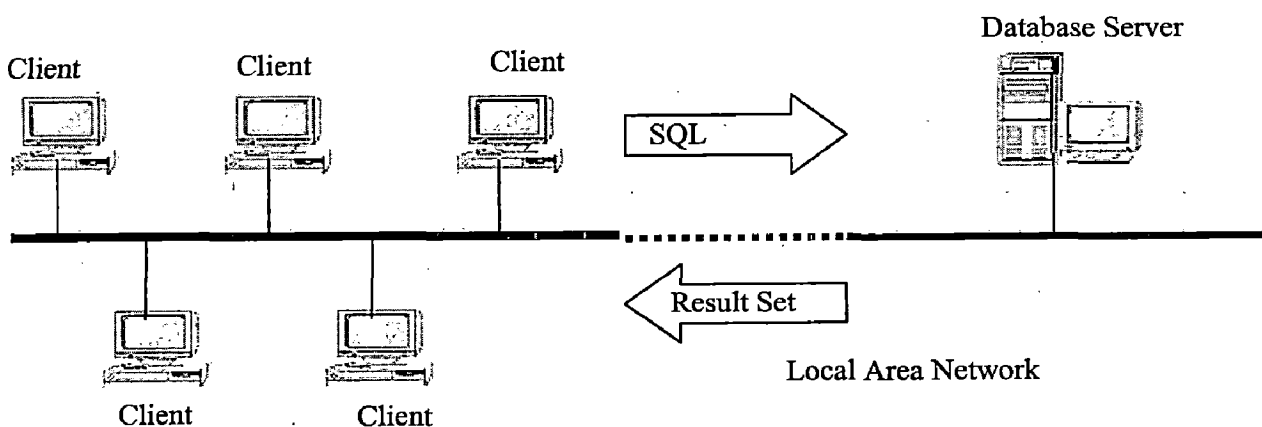 Database Server
Client
Client
Client
SQL
Result Set
Local Area Network
Client
Client